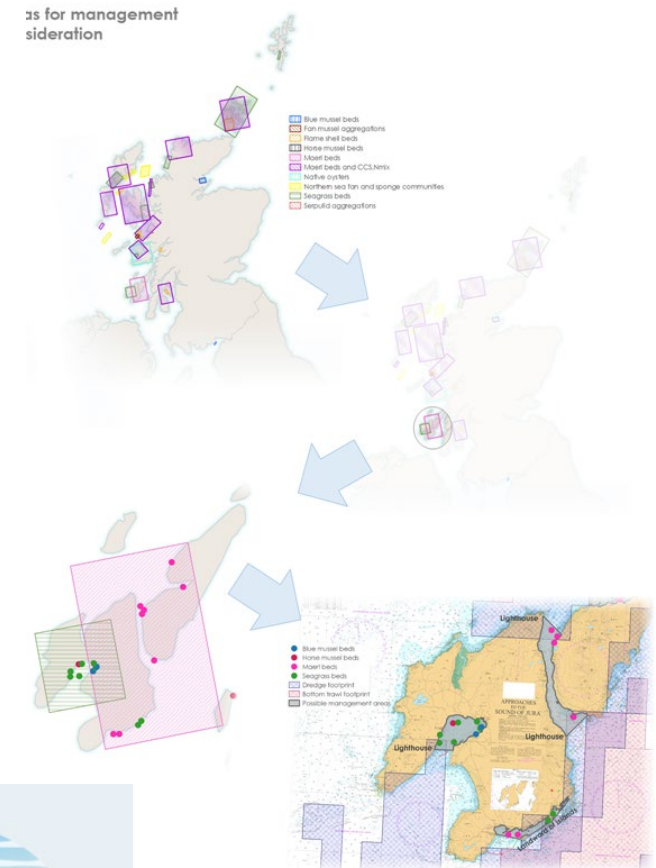 as for management
sideration
Blue mussel beds
Fan mussel aggregations
Flame shell beds
Horse mussel beds
Maerl beds
Maerl beds and CCS.Nmix
Native oysters
Northern sea fan and sponge communities
Seagrass beds
Serpulid aggregations
Blue mussel beds
Horse mussel beds
Maerl beds
Seagrass beds
Dredge footprint
Bottom trawl footprint
Possible management areas
Lighthouse
APPROACHES
TO THE
SOUND OF JURA
Lighthouse
Lighthouse
Landward of Islands